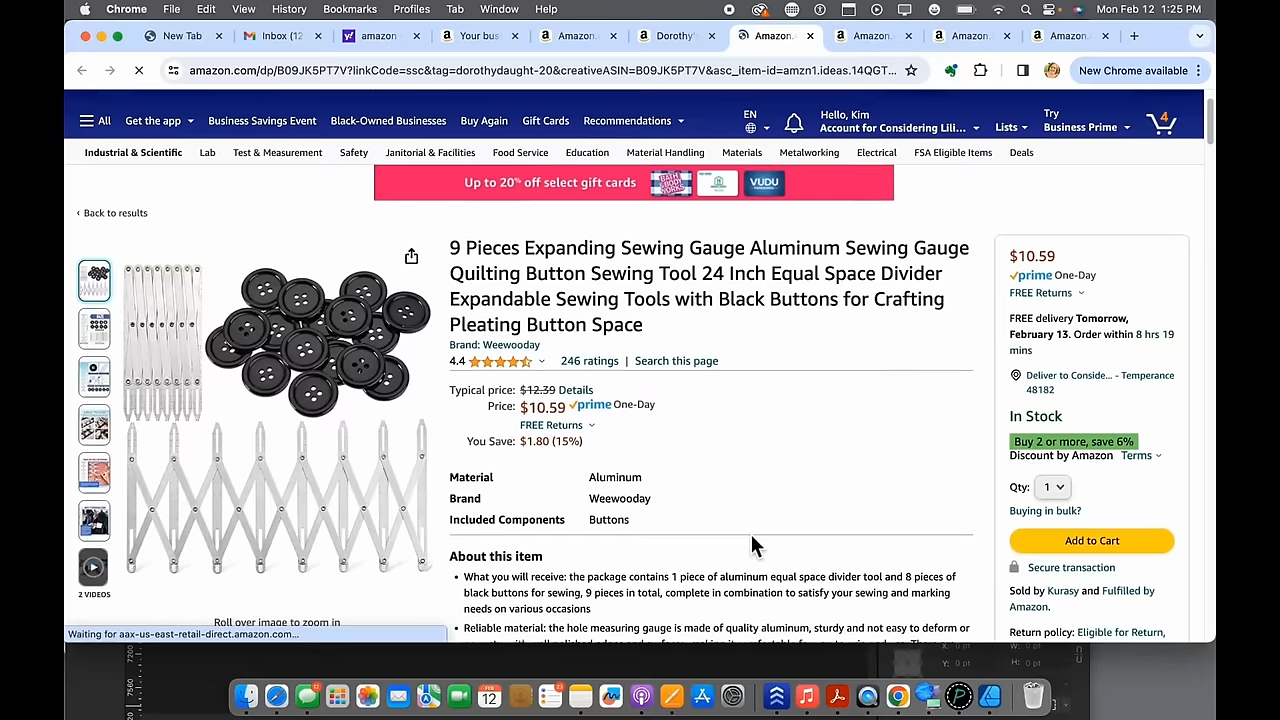 Chrome File Edit View History Bookmarks Profiles Tab Window Help Mon Feb 12 1:25 PM
New Tab Inbox (12 amazon Your bus Amazon. Dorothy' Amazon. Amazon. Amazon. Amazon.
amazon.com/dp/B09JK5PT7V?linkCode=ssc&tag=dorothydaught-20&creativeASIN=B09JK5PT7V&asc_item-id=amzn1.ideas.14QGT... New Chrome available
All Get the app Business Savings Event Black-Owned Businesses Buy Again Gift Cards Recommendations EN Hello, Kim
Account for Considering Lili... Lists Try
Business Prime 4
Industrial & Scientific Lab Test & Measurement Safety Janitorial & Facilities Food Service Education Material Handling Materials Metalworking Electrical FSA Eligible Items Deals
Up to 20% off select gift cards VUDU
‹ Back to results
9 Pieces Expanding Sewing Gauge Aluminum Sewing Gauge
Quilting Button Sewing Tool 24 Inch Equal Space Divider
Expandable Sewing Tools with Black Buttons for Crafting
Pleating Button Space
Brand: Weewooday
4.4 246 ratings | Search this page
Typical price: $12.39 Details
Price: $10.59 prime One-Day
FREE Returns
You Save: $1.80 (15%)
Material Aluminum
Brand Weewooday
Included Components Buttons
About this item
• What you will receive: the package contains 1 piece of aluminum equal space divider tool and 8 pieces of
black buttons for sewing, 9 pieces in total, complete in combination to satisfy your sewing and marking
needs on various occasions
• Reliable material: the hole measuring gauge is made of quality aluminum, sturdy and not easy to deform or
2 VIDEOS
Roll over image to zoom in
Waiting for aax-us-east-retail-direct.amazon.com...
$10.59
prime One-Day
FREE Returns
FREE delivery Tomorrow,
February 13. Order within 8 hrs 19
mins
Deliver to Conside... - Temperance
48182
In Stock
Buy 2 or more, save 6%
Discount by Amazon Terms
Qty: 1
Buying in bulk?
Add to Cart
Secure transaction
Sold by Kurasy and Fulfilled by
Amazon.
Return policy: Eligible for Return,
X: 0 pt W: 0 pt
Y: 0 pt H: 0 pt
7200
7560
FEB
12